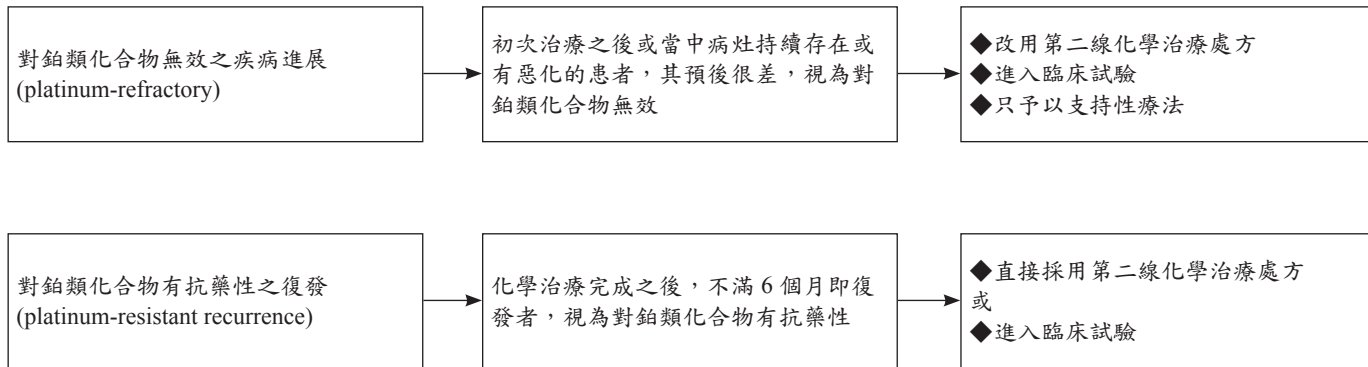 對鉑類化合物無效之疾病進展
(platinum-refractory)
初次治療之後或當中病灶持續存在或
有惡化的患者，其預後很差，視為對
鉑類化合物無效
◆改用第二線化學治療處方
◆進入臨床試驗
◆只予以支持性療法
對鉑類化合物有抗藥性之復發
(platinum-resistant recurrence)
化學治療完成之後，不滿 6 個月即復
發者，視為對鉑類化合物有抗藥性
◆直接採用第二線化學治療處方
或
◆進入臨床試驗